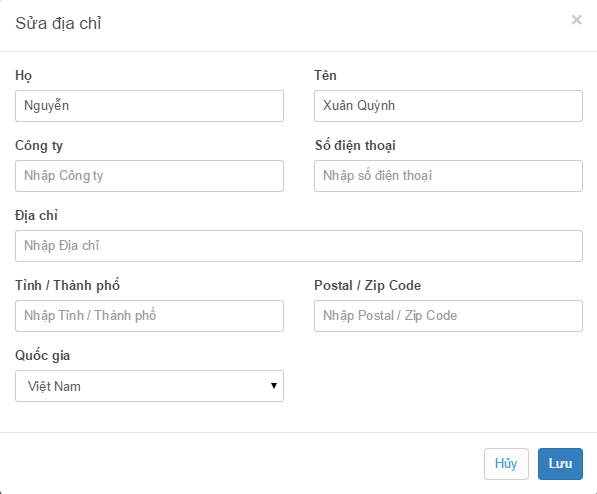 Sửa địa chỉ ×
Họ Tên
Nguyễn Xuân Quỳnh
Công ty Số điện thoại
Nhập Công ty Nhập số điện thoại
Địa chỉ
Nhập Địa chỉ
Tỉnh / Thành phố Postal / Zip Code
Nhập Tỉnh / Thành phố Nhập Postal / Zip Code
Quốc gia
Việt Nam
Hủy Lưu